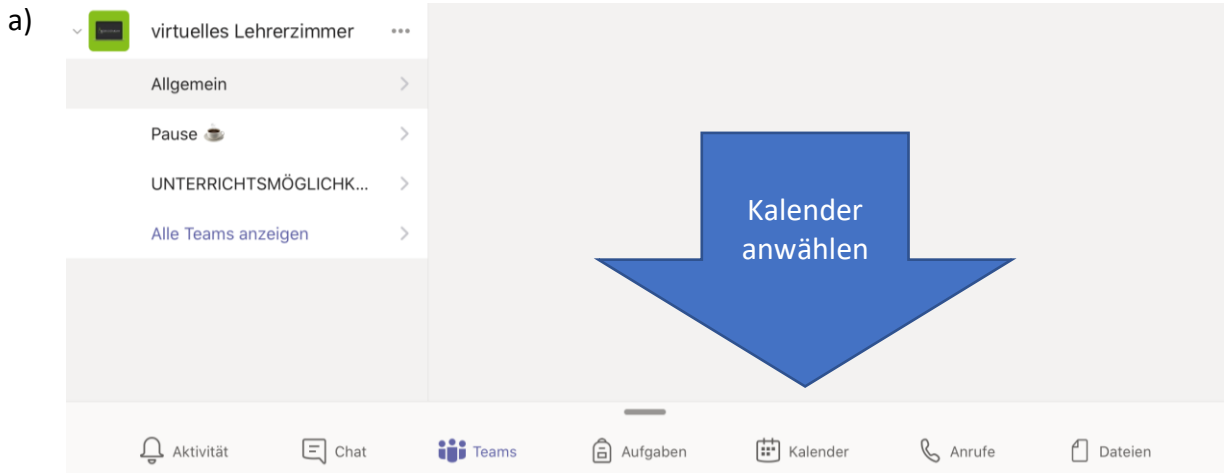 a)
virtuelles Lehrerzimmer
Allgemein
Pause ☕
UNTERRICHTSMÖGLICHK...
Alle Teams anzeigen
Kalender
anwählen
Aktivität Chat Teams Aufgaben Kalender Anrufe Dateien